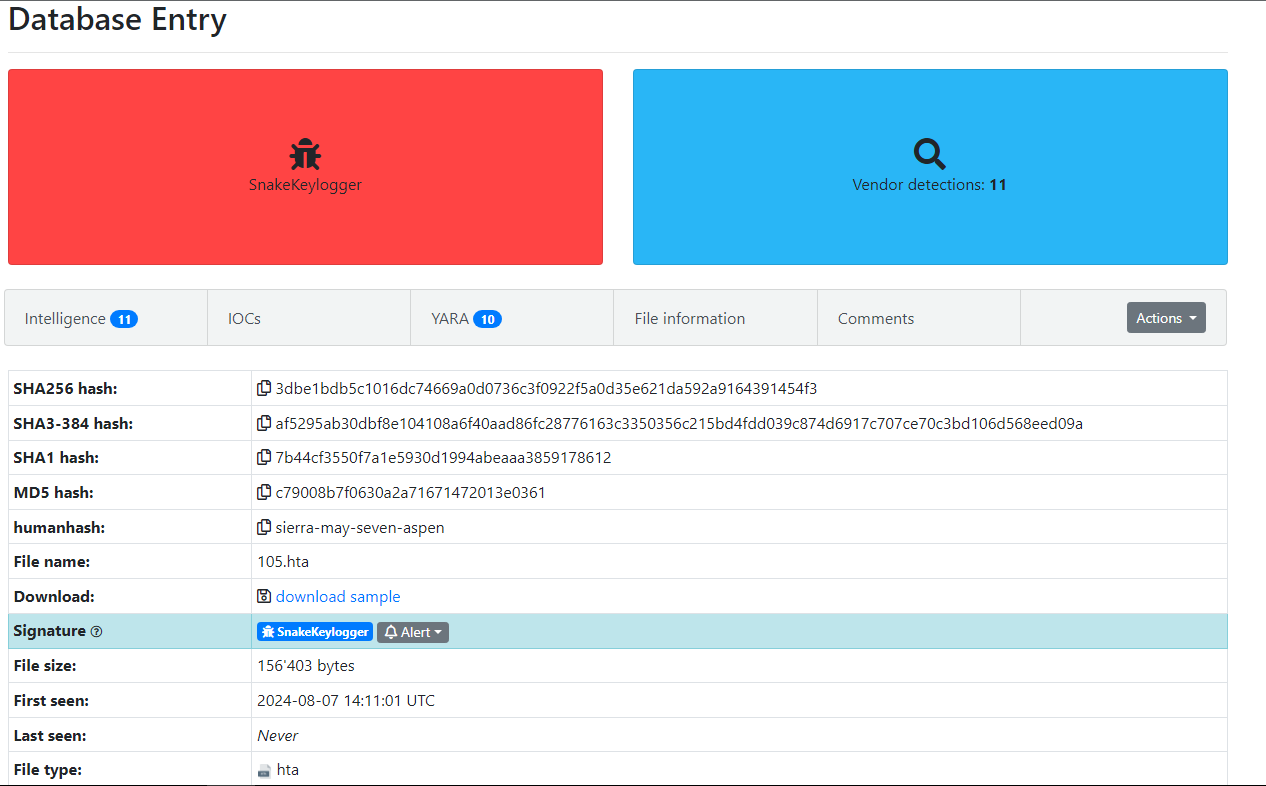 Database Entry
SnakeKeylogger
Vendor detections: 11
Intelligence 11 IOCs YARA 10 File information Comments Actions
SHA256 hash: 3dbe1bdb5c1016dc74669a0d0736c3f0922f5a0d35e621da592a9164391454f3
SHA3-384 hash: af5295ab30dbf8e104108a6f40aad86fc28776163c3350356c215bd4fdd039c874d6917c707ce70c3bd106d568eed09a
SHA1 hash: 7b44cf3550f7a1e5930d1994abeaaa3859178612
MD5 hash: c79008b7f0630a2a71671472013e0361
humanhash: sierra-may-seven-aspen
File name: 105.hta
Download: download sample
Signature ? SnakeKeylogger Alert
File size: 156'403 bytes
First seen: 2024-08-07 14:11:01 UTC
Last seen: Never
File type: hta